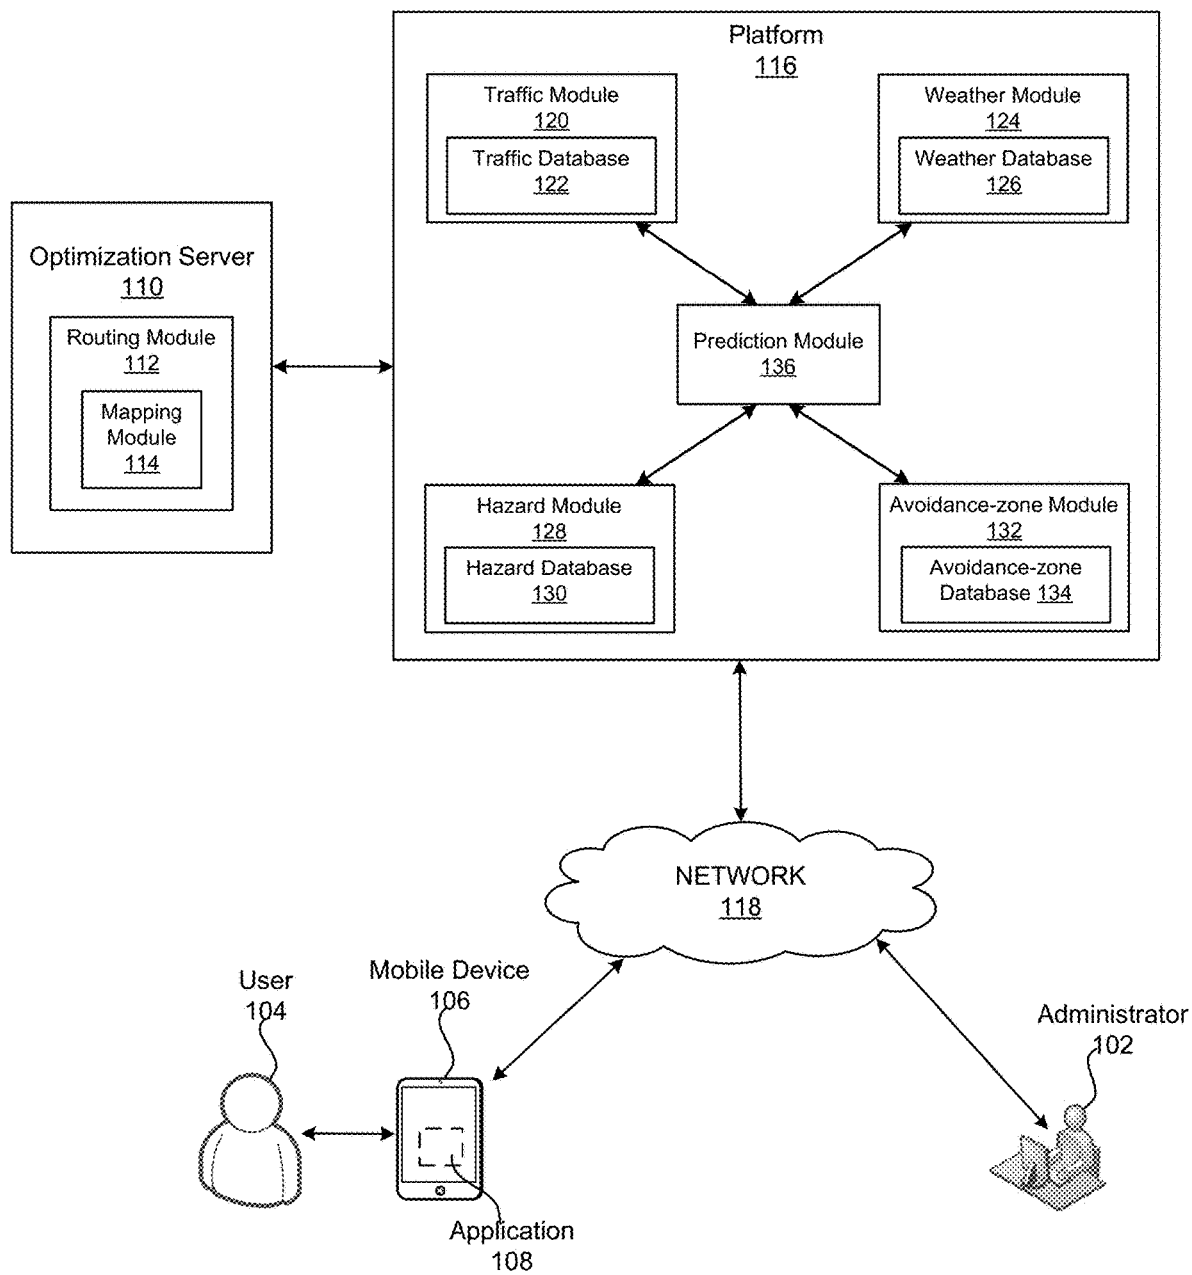 Platform
116
Traffic Module
120
Traffic Database
122
Weather Module
124
Weather Database
126
Optimization Server
110
Routing Module
112
Mapping
Module
114
Prediction Module
136
Hazard Module
128
Hazard Database
130
Avoidance-zone Module
132
Avoidance-zone
Database 134
NETWORK
118
User
104
Mobile Device
106
Administrator
102
Application
108